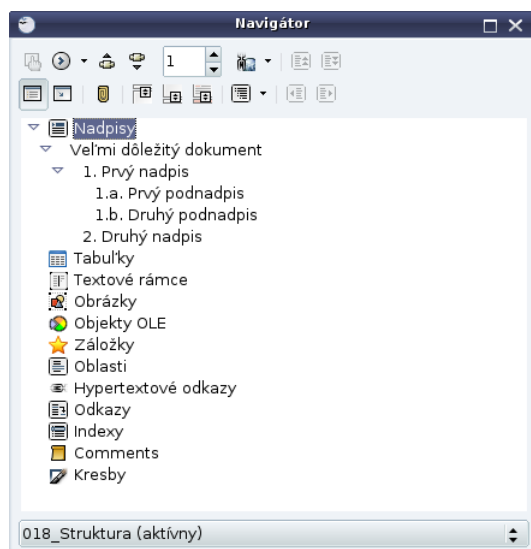 Navigátor
1
Nadpisy
Veľmi dôležitý dokument
1. Prvý nadpis
1.a. Prvý podnadpis
1.b. Druhý podnadpis
2. Druhý nadpis
Tabuľky
Textové rámce
Obrázky
Objekty OLE
Záložky
Oblasti
Hypertextové odkazy
Odkazy
Indexy
Comments
Kresby
018_Struktura (aktívny)